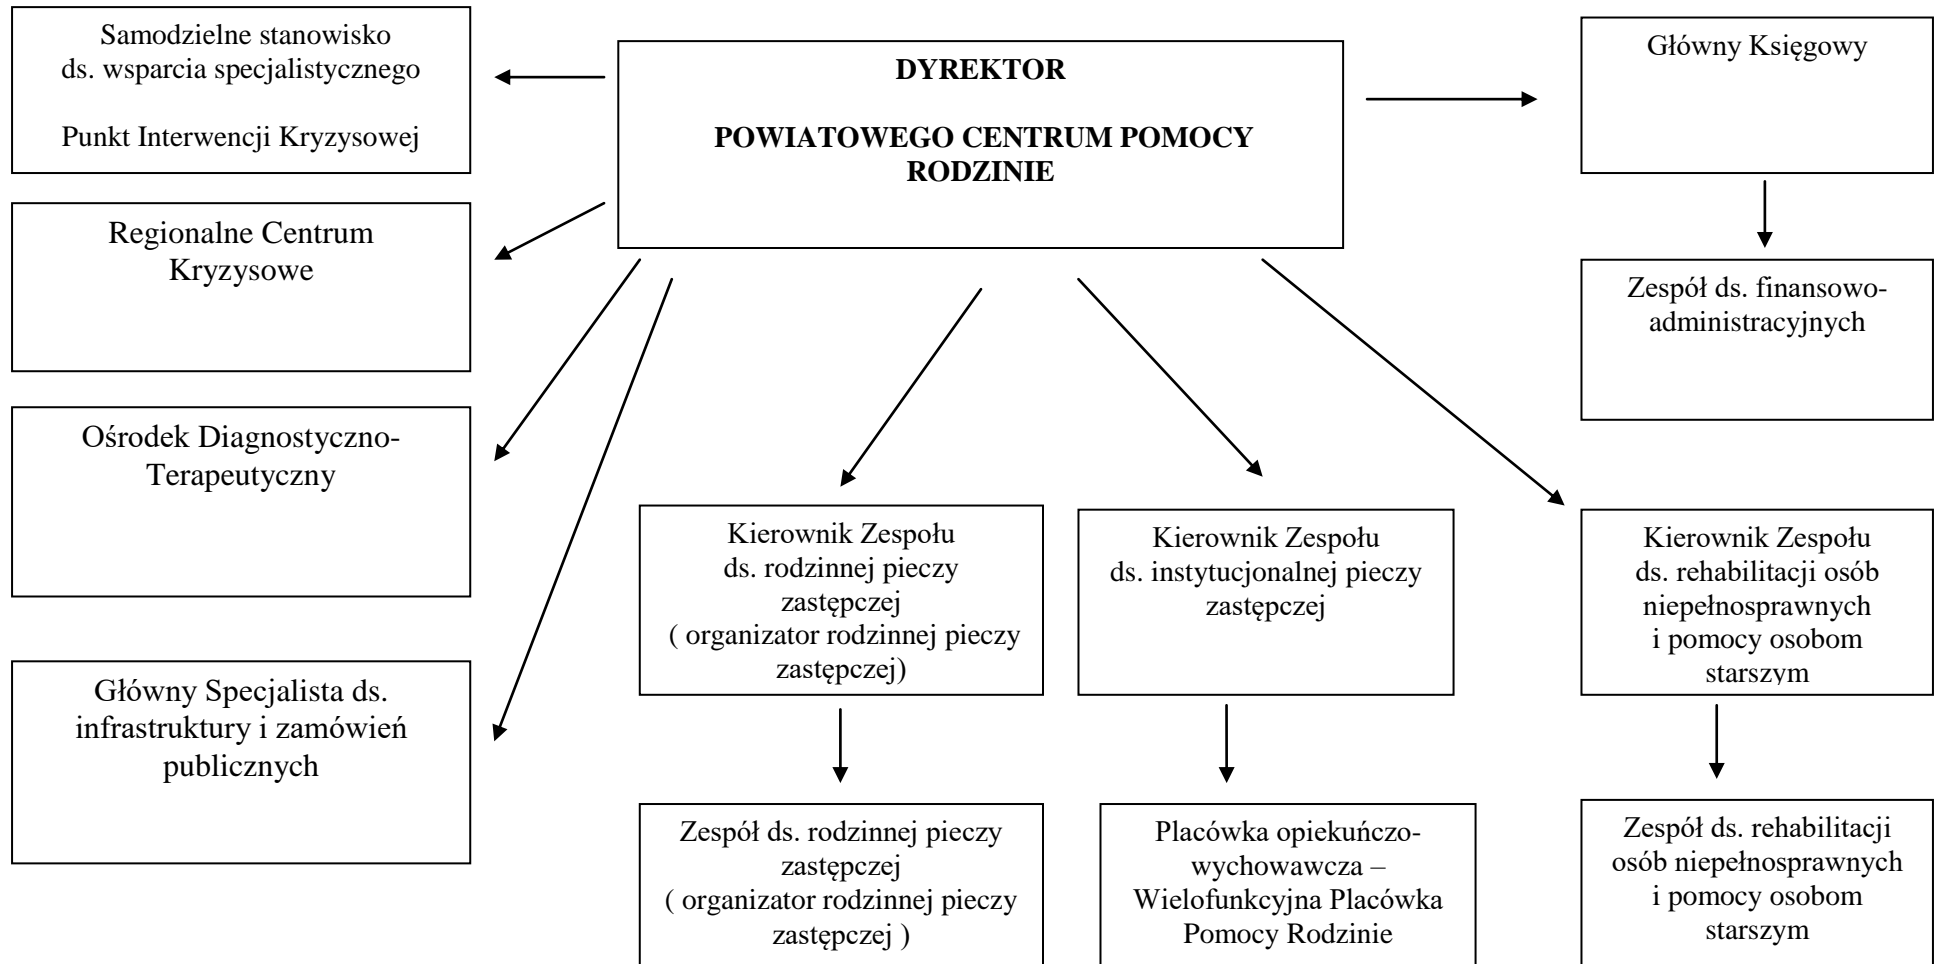 Samodzielne stanowisko
ds. wsparcia specjalistycznego
Punkt Interwencji Kryzysowej
DYREKTOR
POWIATOWEGO CENTRUM POMOCY
RODZINIE
Główny Księgowy
Regionalne Centrum
Kryzysowe
Zespół ds. finansowo-
administracyjnych
Ośrodek Diagnostyczno-
Terapeutyczny
Główny Specjalista ds.
infrastruktury i zamówień
publicznych
Kierownik Zespołu
ds. rodzinnej pieczy
zastępczej
( organizator rodzinnej pieczy
zastępczej)
Kierownik Zespołu
ds. instytucjonalnej pieczy
zastępczej
Kierownik Zespołu
ds. rehabilitacji osób
niepełnosprawnych
i pomocy osobom
starszym
Zespół ds. rodzinnej pieczy
zastępczej
( organizator rodzinnej pieczy
zastępczej )
Placówka opiekuńczo-
wychowawcza –
Wielofunkcyjna Placówka
Pomocy Rodzinie
Zespół ds. rehabilitacji
osób niepełnosprawnych
i pomocy osobom
starszym